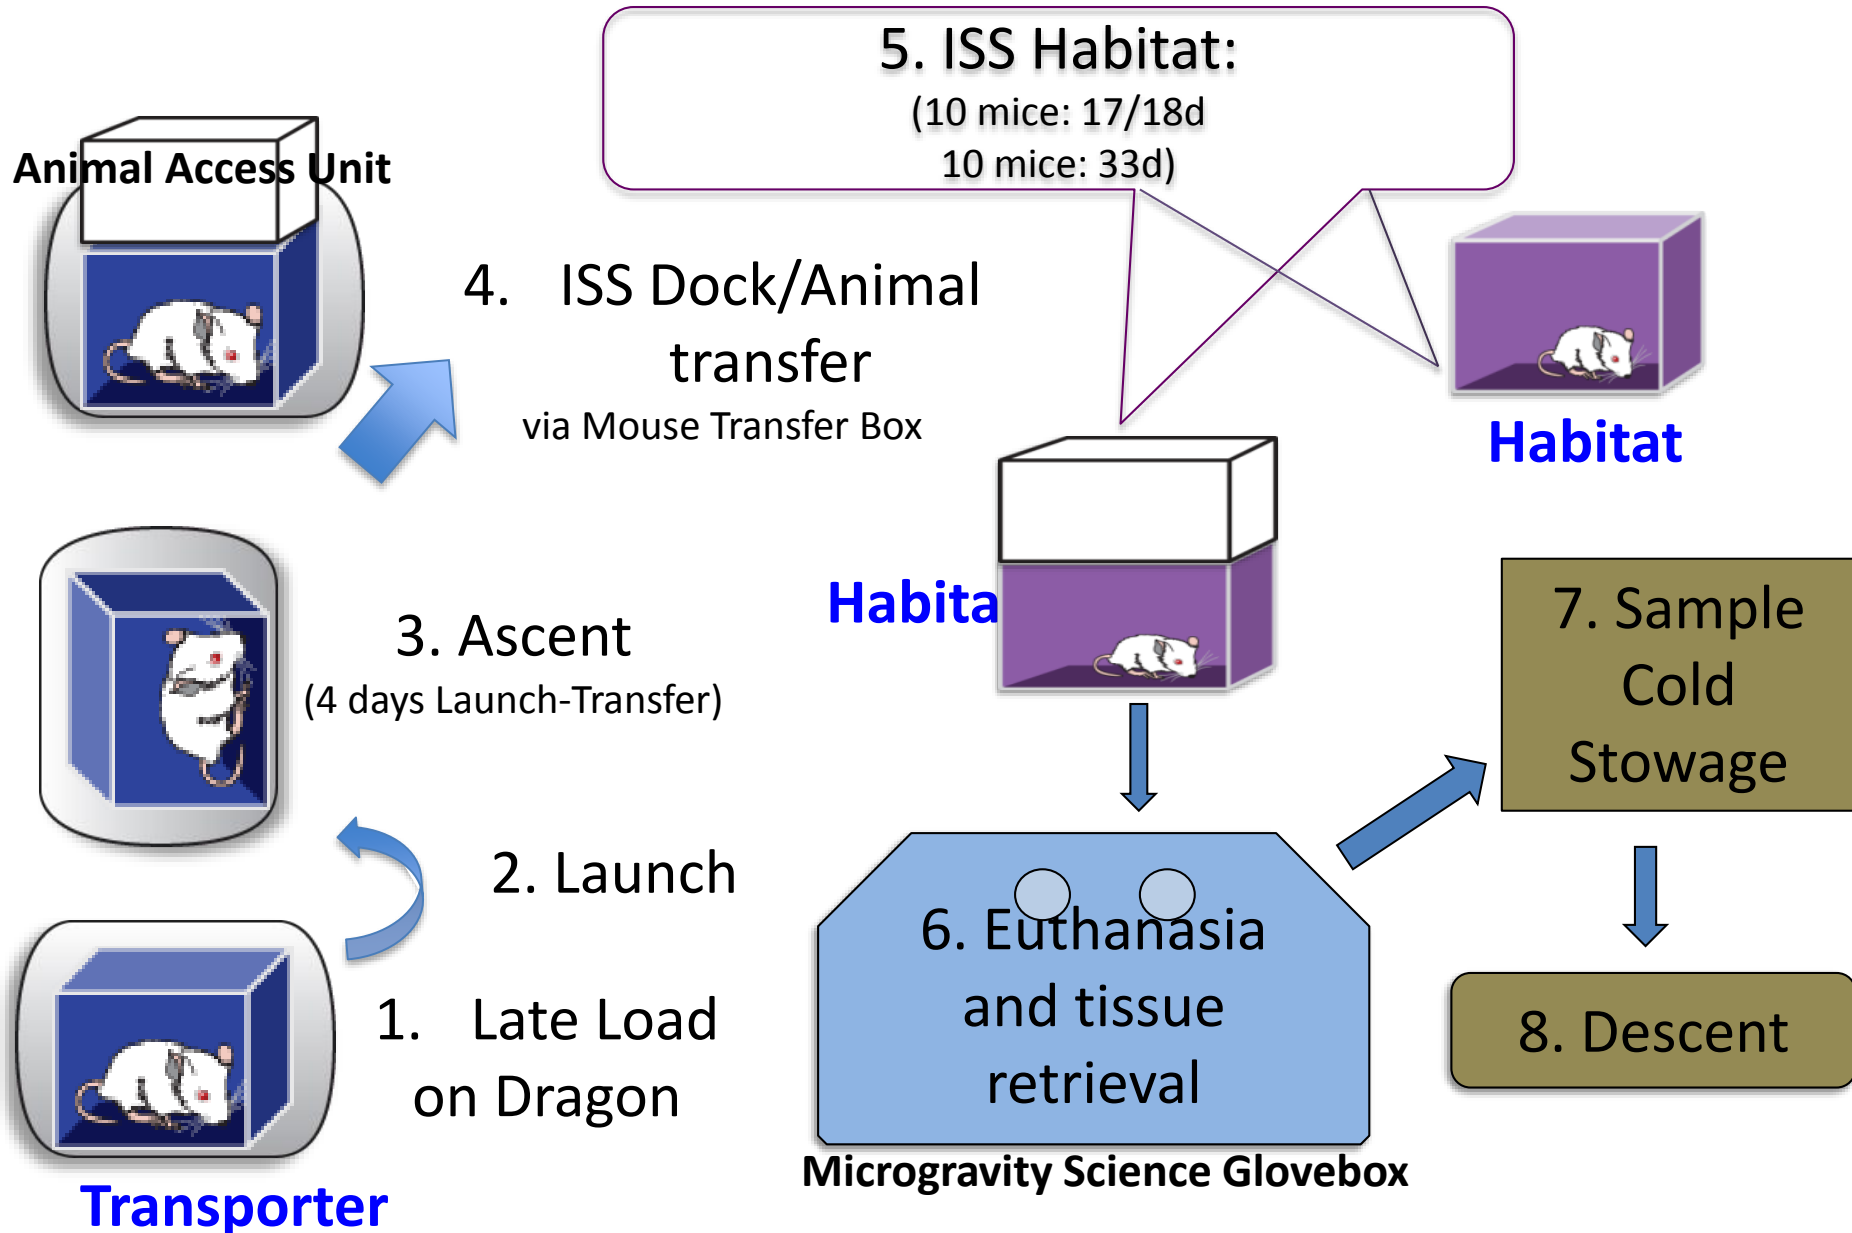 5. ISS Habitat:
(10 mice: 17/18d
10 mice: 33d)
Animal Access Unit
4. ISS Dock/Animal
transfer
via Mouse Transfer Box
Habitat
3. Ascent
(4 days Launch-Transfer)
Habita
7. Sample
Cold
Stowage
2. Launch
6. Euthanasia
and tissue
retrieval
1. Late Load
on Dragon
8. Descent
Microgravity Science Glovebox
Transporter